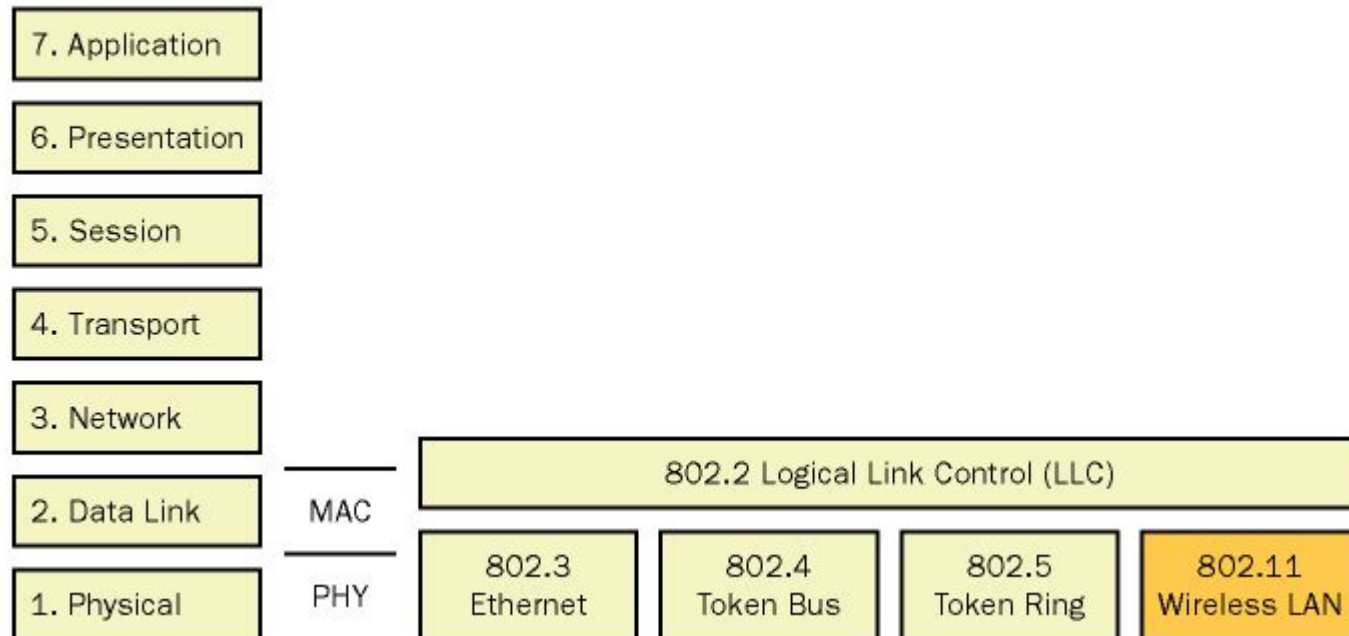 7. Application
6. Presentation
5. Session
4. Transport
3. Network
2. Data Link
1. Physical
MAC
PHY
802.2 Logical Link Control (LLC)
802.3
Ethernet
802.4
Token Bus
802.5
Token Ring
802.11
Wireless LAN